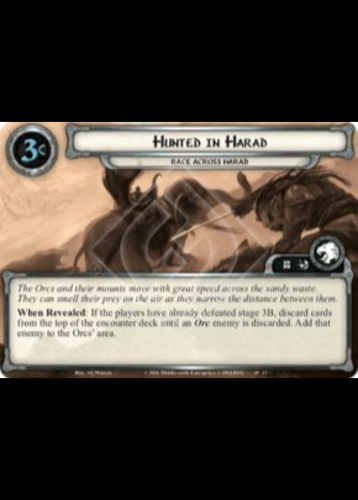 3C
HUNTED IN HARAD
RACE ACROSS HARAD
The Orcs and their mounts move with great speed across the sandy waste.
They can smell their prey on the air as they narrow the distance between them.
When Revealed: If the players have already defeated stage 3B, discard cards
from the top of the encounter deck until an Orc enemy is discarded. Add that
enemy to the Orcs' area.
Illus.